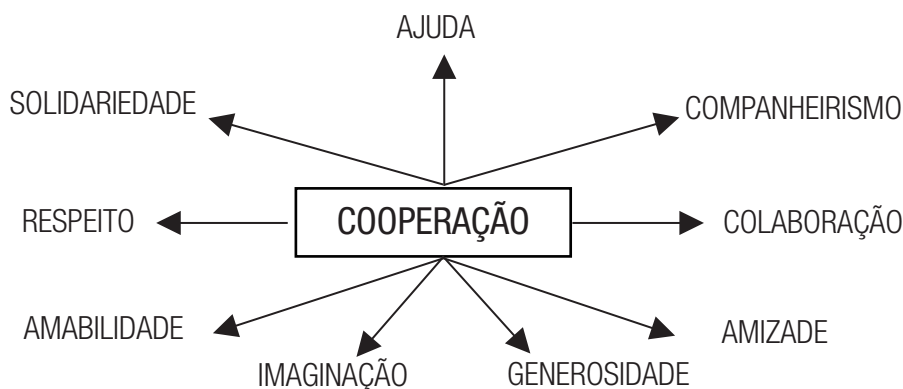 AJUDA
SOLIDARIEDADE
COMPANHEIRISMO
RESPEITO
COOPERAÇÃO
COLABORAÇÃO
AMABILIDADE
AMIZADE
IMAGINAÇÃO
GENEROSIDADE